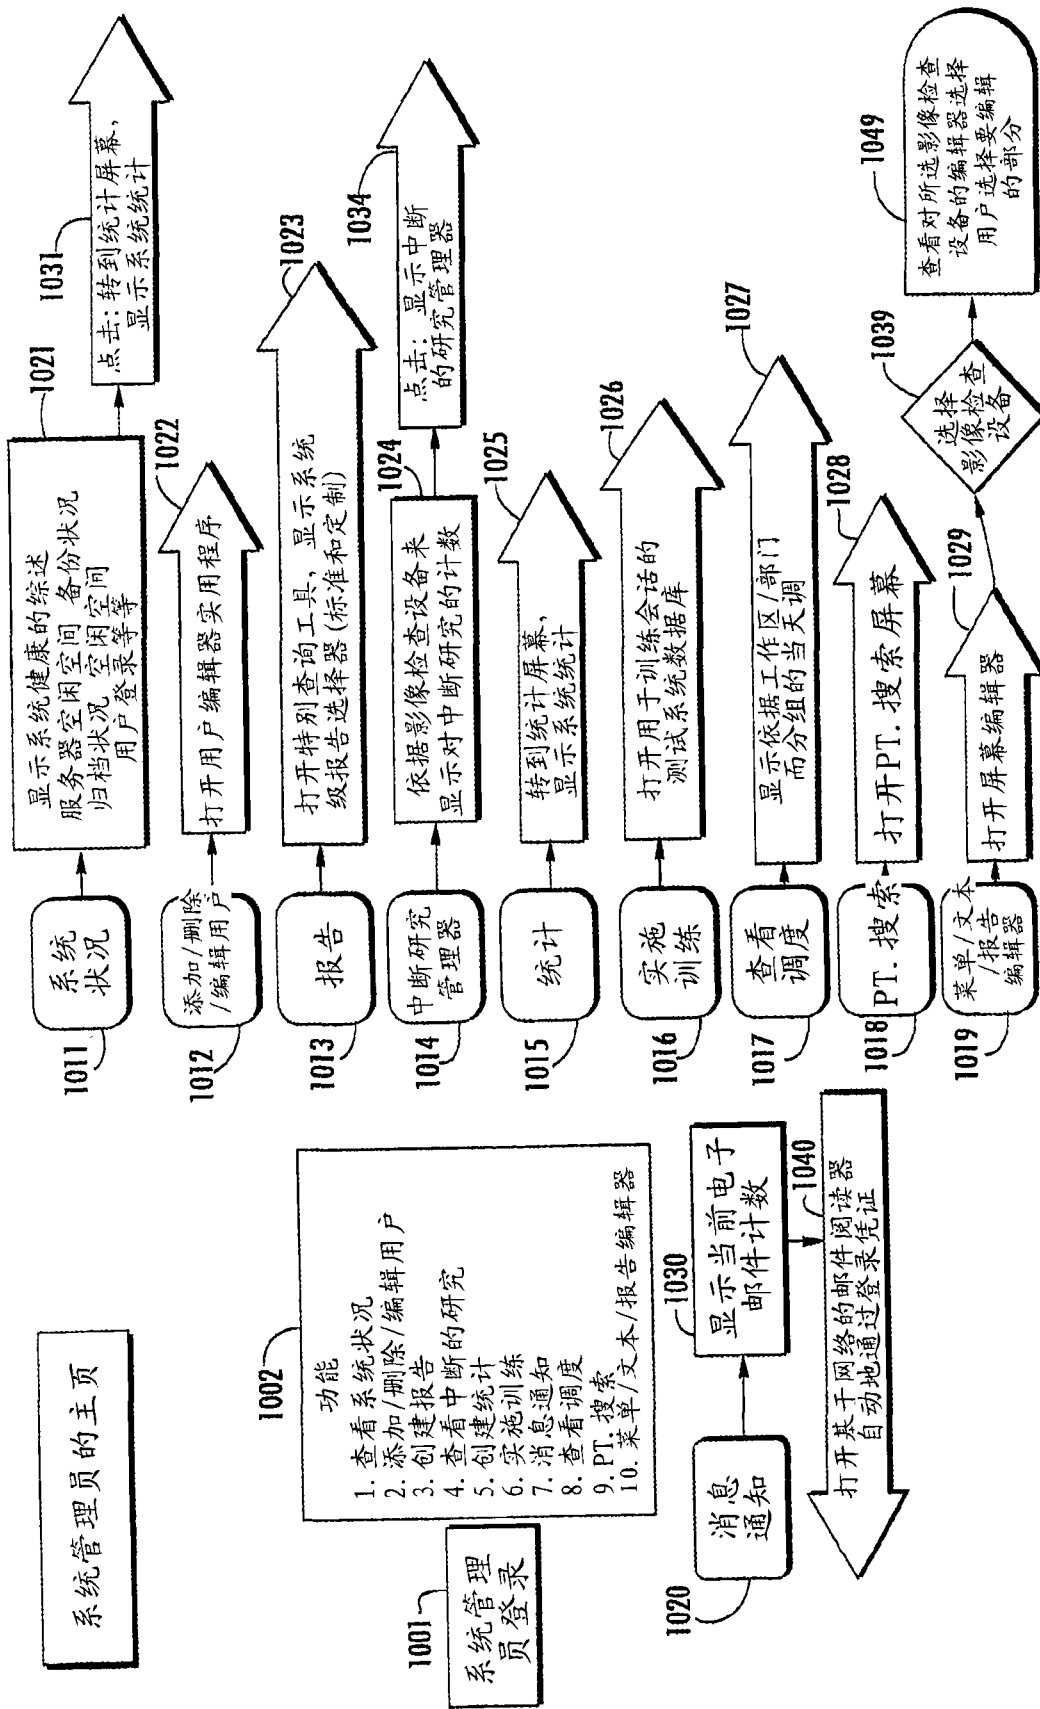 系统管理员的主页
1001
系统管理
员登录
1002
功能
1. 查看系统状况
2. 添加/删除/编辑用户
3. 创建报告
4. 查看中断的研究
5. 创建统计
6. 实施训练
7. 消息通知
8. 查看调度
9. PT. 搜索
10. 菜单/文本/报告编辑器
1020
消息
通知
1030
显示当前电子
邮件计数
1040
打开基于网络的邮件阅读器
自动地通过登录凭证
1011
系统
状况
1021
显示系统健康的综述
服务器空闲空间 备份状况
归档状况 空闲空间
用户登录等等
1031
点击: 转到统计屏幕,
显示系统统计
1012
添加/删除
/编辑用户
1022
打开用户编辑器实用程序
1013
报告
1023
打开特别查询工具, 显示系统
级报告选择器(标准和定制)
1014
中断研究
管理器
1024
依据影像检查设备来
显示对中断研究的计数
1034
点击: 显示中断
的研究管理器
1015
统计
1025
转到统计屏幕,
显示系统统计
1016
实施
训练
1026
打开用于训练会话的
测试系统数据库
1017
查看
调度
1027
显示依据工作区/部门
而分组的当天调
1018
PT. 搜索
1028
打开PT. 搜索屏幕
1019
菜单/文本
/报告
编辑器
1029
打开屏幕编辑器
1039
选择
影像检查
设备
1049
查看对所选影像检查
设备的编辑器选择
用户选择要编辑
的部分